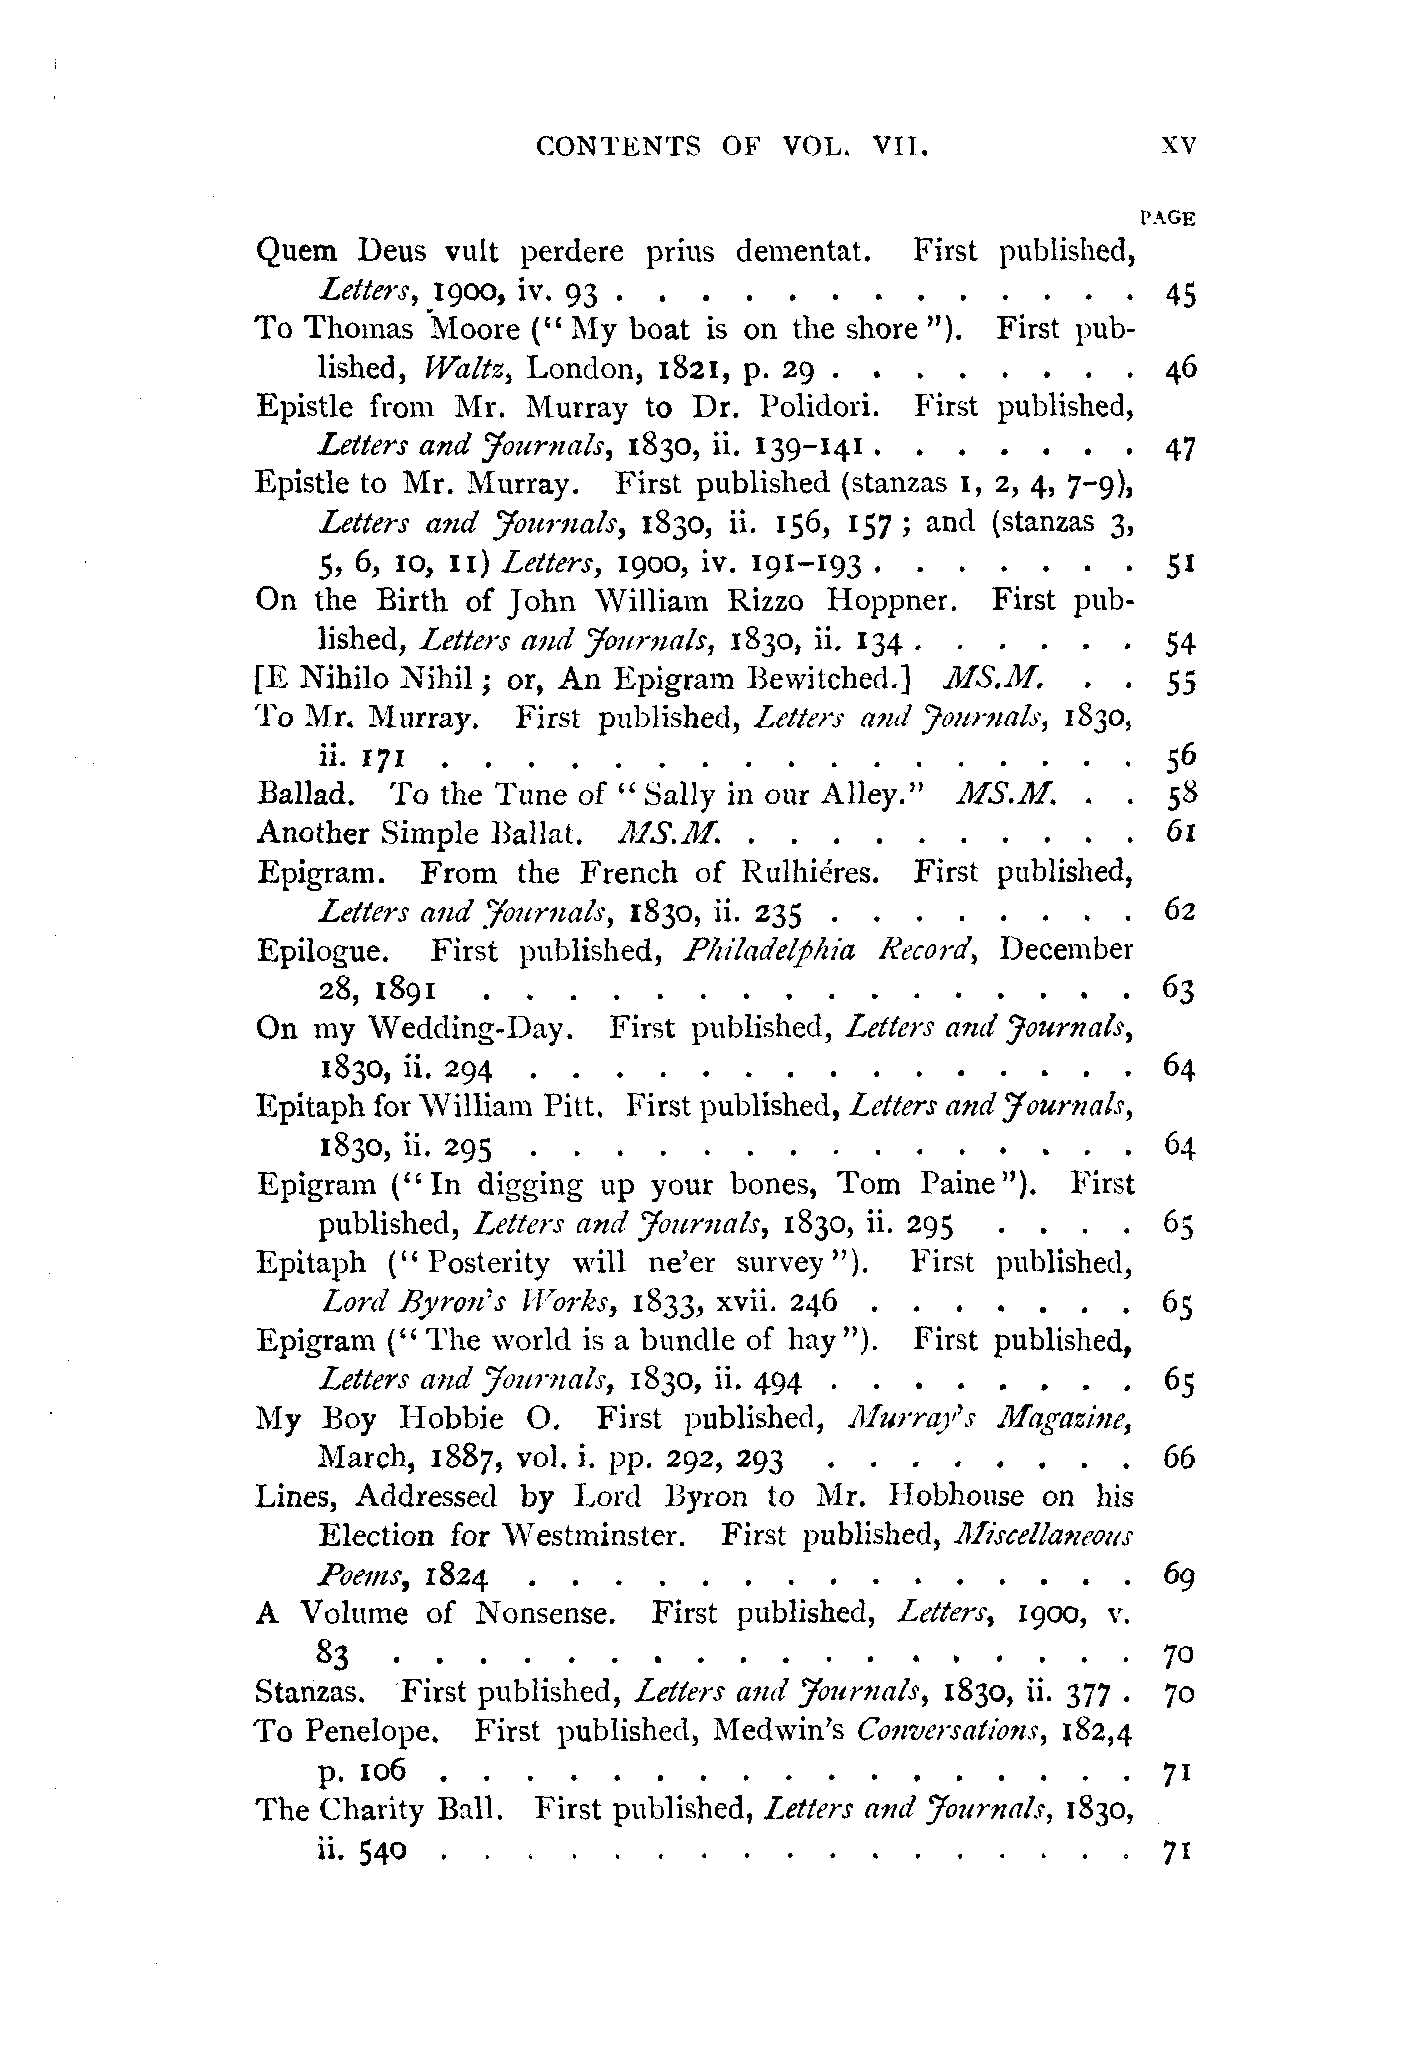 CONTENTS OF VOL. VII. XV
PAGE
Quem Deus vult perdere prius dementat. First published,
Letters, 1900, iv. 93 . . . . . . . . . . . . . 45
To Thomas Moore (“My boat is on the shore”). First pub-
lished, Waltz, London, 1821, p. 29 . . . . . . . . 46
Epistle from Mr. Murray to Dr. Polidori. First published,
Letters and Journals, 1830, ii. 139–141 . . . . . . . 47
Epistle to Mr. Murray. First published (stanzas 1, 2, 4, 7–9),
Letters and Journals, 1830, ii. 156, 157 ; and (stanzas 3,
5, 6, 10, 11) Letters, 1900, iv. 191–193 . . . . . . . 51
On the Birth of John William Rizzo Hoppner. First pub-
lished, Letters and Journals, 1830, ii. 134 . . . . . . 54
[E Nihilo Nihil ; or, An Epigram Bewitched.] MS.M. . . 55
To Mr. Murray. First published, Letters and Journals, 1830,
ii. 171 . . . . . . . . . . . . . . . . . 56
Ballad. To the Tune of “Sally in our Alley.” MS.M. . . 58
Another Simple Ballat. MS.M. . . . . . . . . . . 61
Epigram. From the French of Rulhiéres. First published,
Letters and Journals, 1830, ii. 235 . . . . . . . . 62
Epilogue. First published, Philadelphia Record, December
28, 1891 . . . . . . . . . . . . . . . . 63
On my Wedding-Day. First published, Letters and Journals,
1830, ii. 294 . . . . . . . . . . . . . . . 64
Epitaph for William Pitt. First published, Letters and Journals,
1830, ii. 295 . . . . . . . . . . . . . . . 64
Epigram (“In digging up your bones, Tom Paine”). First
published, Letters and Journals, 1830, ii. 295 . . . . 65
Epitaph (“Posterity will ne’er survey”). First published,
Lord Byron’s Works, 1833, xvii. 246 . . . . . . . 65
Epigram (“The world is a bundle of hay”). First published,
Letters and Journals, 1830, ii. 494 . . . . . . . . 65
My Boy Hobbie O. First published, Murray’s Magazine,
March, 1887, vol. i. pp. 292, 293 . . . . . . . . 66
Lines, Addressed by Lord Byron to Mr. Hobhouse on his
Election for Westminster. First published, Miscellaneous
Poems, 1824 . . . . . . . . . . . . . . . 69
A Volume of Nonsense. First published, Letters, 1900, v.
83 . . . . . . . . . . . . . . . . . . 70
Stanzas. First published, Letters and Journals, 1830, ii. 377 . 70
To Penelope. First published, Medwin’s Conversations, 182,4
p. 106 . . . . . . . . . . . . . . . . . 71
The Charity Ball. First published, Letters and Journals, 1830,
ii. 540 . . . . . . . . . . . . . . . . . 71